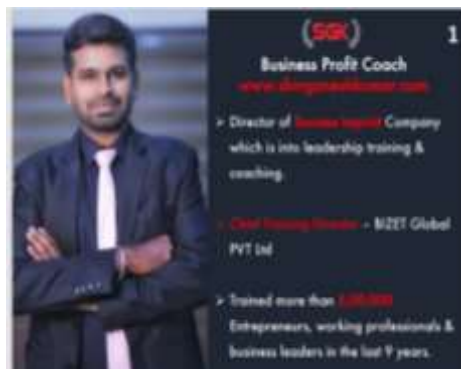 (SGK) 1
Business Profit Coach
➤ Director of Company
which is into leadership training &
coaching.
➤ - BIZET Global
PVT Ltd
➤ Trained more than
Entrepreneurs, working professionals &
business leaders in the last 9 years.